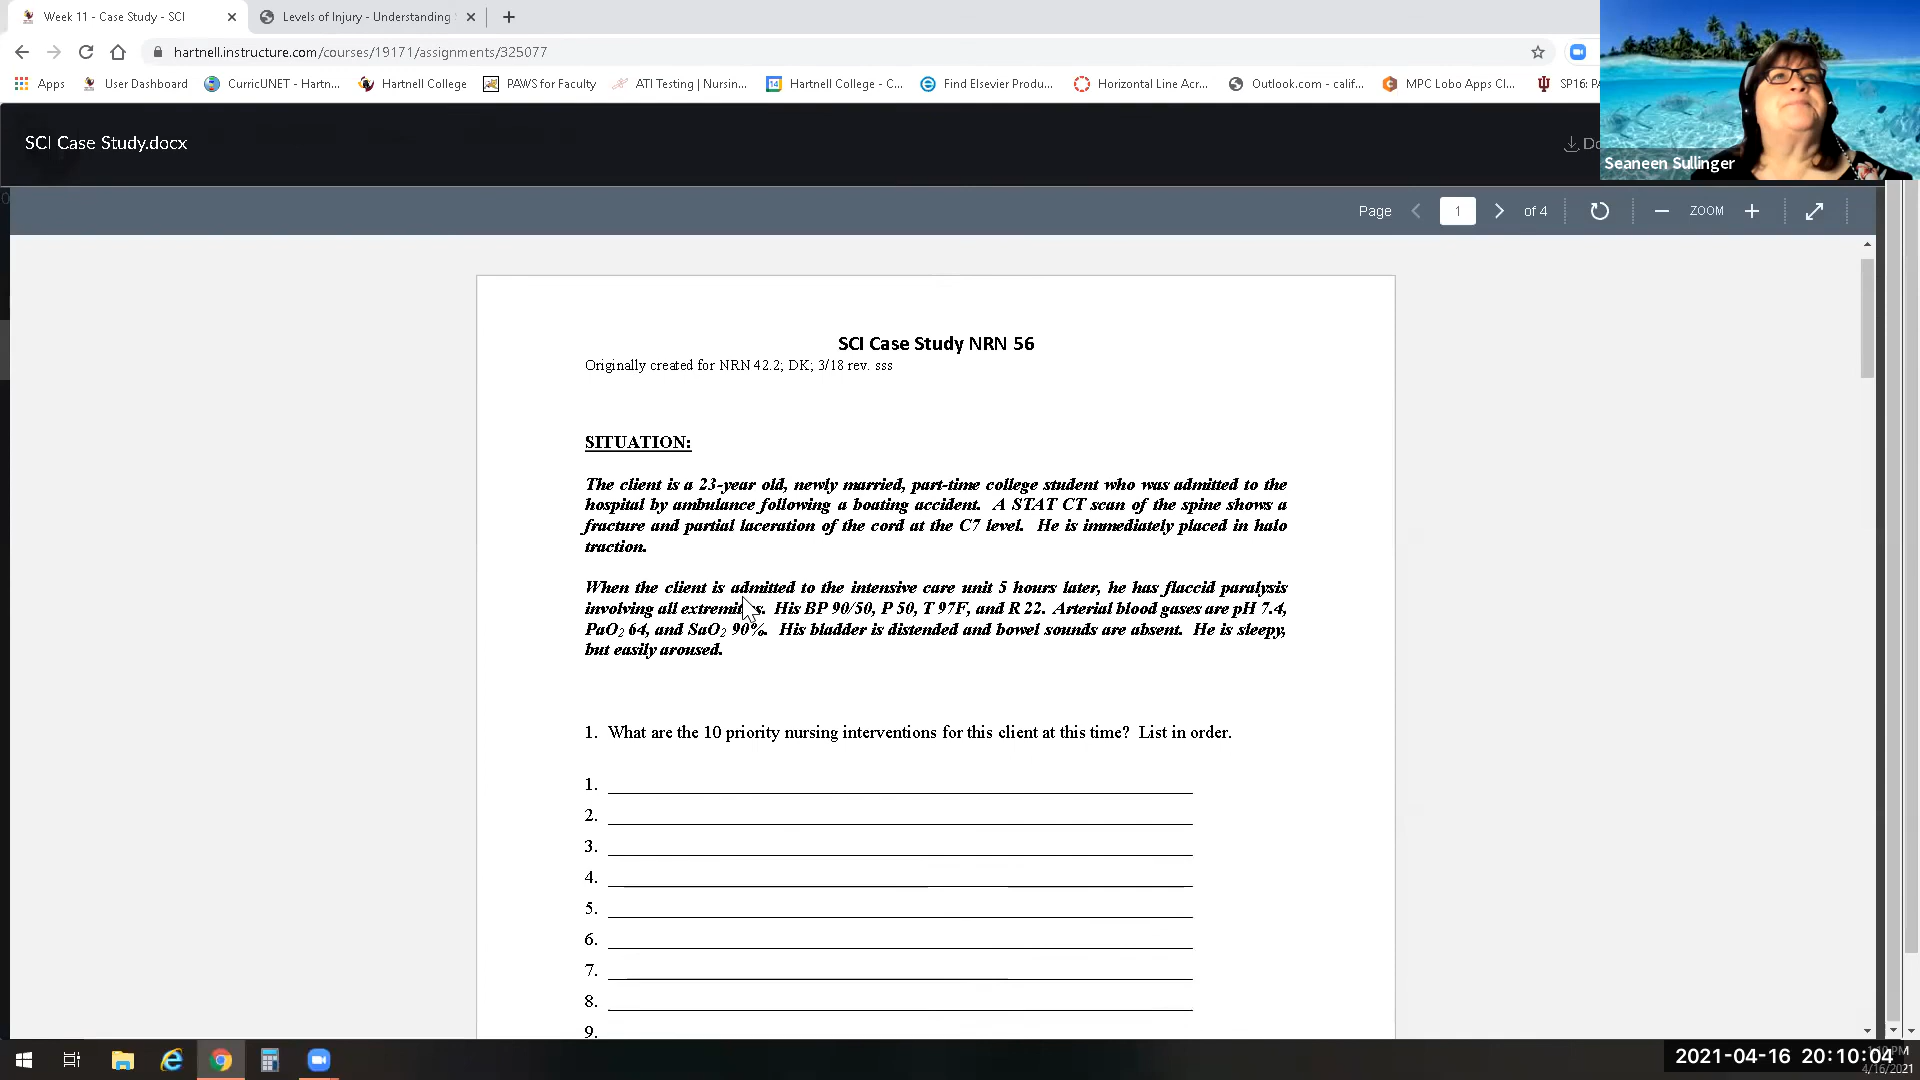 Week 11 - Case Study - SCI
Levels of Injury - Understanding
hartnell.instructure.com/courses/19171/assignments/325077
Apps
User Dashboard
CurricUNET - Hartn...
Hartnell College
PAWS for Faculty
ATI Testing | Nursin...
Hartnell College - C...
Find Elsevier Produ...
Horizontal Line Acr...
Outlook.com - calif...
MPC Lobo Apps Cl...
SP16: PA
SCI Case Study.docx
Seaneen Sullinger
Page 1 of 4 ZOOM
SCI Case Study NRN 56
Originally created for NRN 42.2; DK; 3/18 rev. sss
SITUATION:
The client is a 23-year old, newly married, part-time college student who was admitted to the
hospital by ambulance following a boating accident. A STAT CT scan of the spine shows a
fracture and partial laceration of the cord at the C7 level. He is immediately placed in halo
traction.
When the client is admitted to the intensive care unit 5 hours later, he has flaccid paralysis
involving all extremities. His BP 90/50, P 50, T 97F, and R 22. Arterial blood gases are pH 7.4,
PaO2 64, and SaO2 90%. His bladder is distended and bowel sounds are absent. He is sleepy,
but easily aroused.
1. What are the 10 priority nursing interventions for this client at this time? List in order.
1.
2.
3.
4.
5.
6.
7.
8.
9.
2021-04-16 20:10:04
4/16/2021